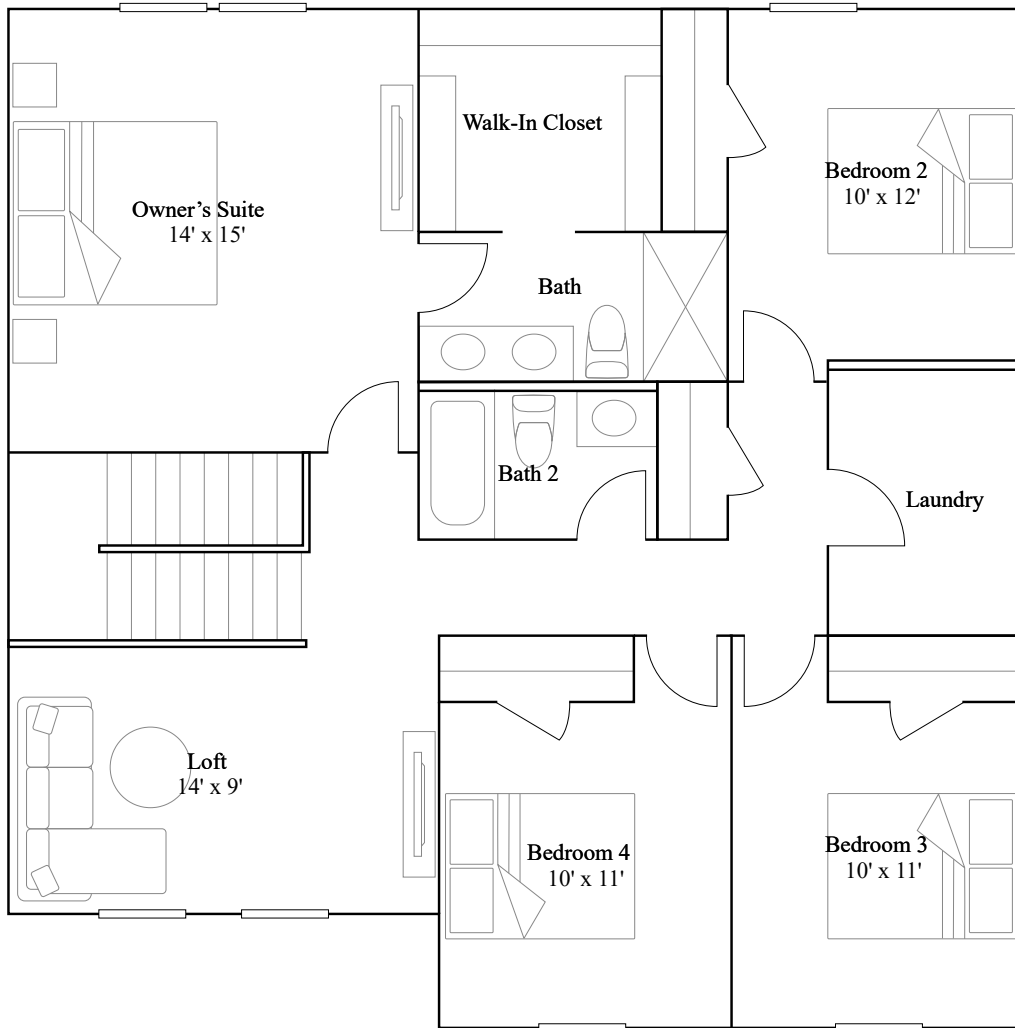 Walk-In Closet
Bedroom 2
10' x 12'
Owner’s Suite
14' x 15'
Bath
Bath 2
Laundry
Loft
14' x 9'
Bedroom 4
10' x 11'
Bedroom 3
10' x 11'